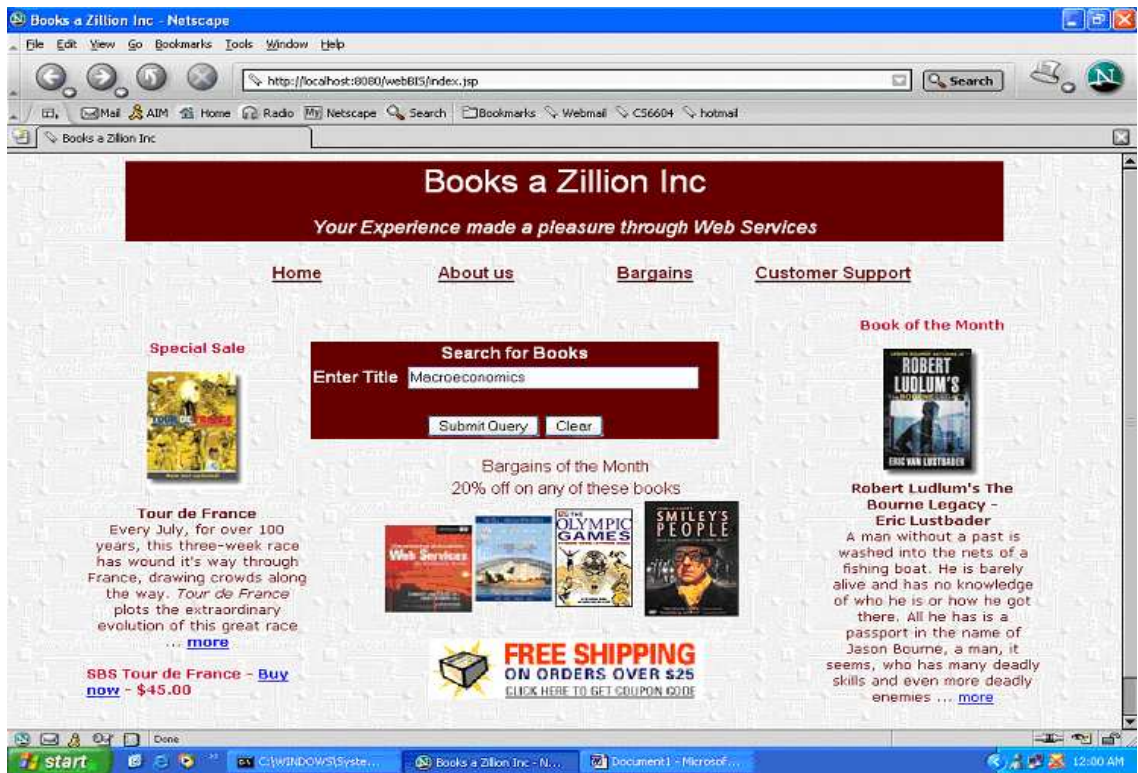 Books a Zillion Inc - Netscape
File Edit View Go Bookmarks Tools Window Help
http://localhost:8080/webBIS/index.jsp
Search
Mail AIM Home Radio My Netscape Search Bookmarks Webmail CS6604 hotmail
Books a Zillion Inc
Books a Zillion Inc
Your Experience made a pleasure through Web Services
Home About us Bargains Customer Support
Special Sale
TOUR DE FRANCE
Tour de France
Every July, for over 100
years, this three-week race
has wound it's way through
France, drawing crowds along
the way. Tour de France
plots the extraordinary
evolution of this great race
... more
SBS Tour de France - Buy
now - $45.00
Search for Books
Enter Title Macroeconomics
Submit Query Clear
Bargains of the Month
20% off on any of these books
Web Services
THE
OLYMPIC
GAMES
SMILEY'S
PEOPLE
FREE SHIPPING
ON ORDERS OVER $25
CLICK HERE TO GET COUPON CODE
Book of the Month
ROBERT
LUDLUM'S
ERIC VAN LUSTBADER
Robert Ludlum's The
Bourne Legacy -
Eric Lustbader
A man without a past is
washed into the nets of a
fishing boat. He is barely
alive and has no knowledge
of who he is or how he got
there. All he has is a
passport in the name of
Jason Bourne, a man, it
seems, who has many deadly
skills and even more deadly
enemies ... more
Done
start C:\WINDOWS\Syste... Books a Zillion Inc - N... Document1 - Microsof... 12:00 AM